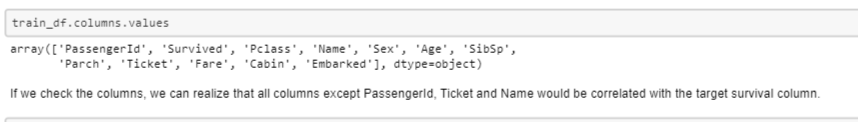 train_df.columns.values
array(['PassengerId', 'Survived', 'Pclass', 'Name', 'Sex', 'Age', 'SibSp',
'Parch', 'Ticket', 'Fare', 'Cabin', 'Embarked'], dtype=object)
If we check the columns, we can realize that all columns except PassengerId, Ticket and Name would be correlated with the target survival column.